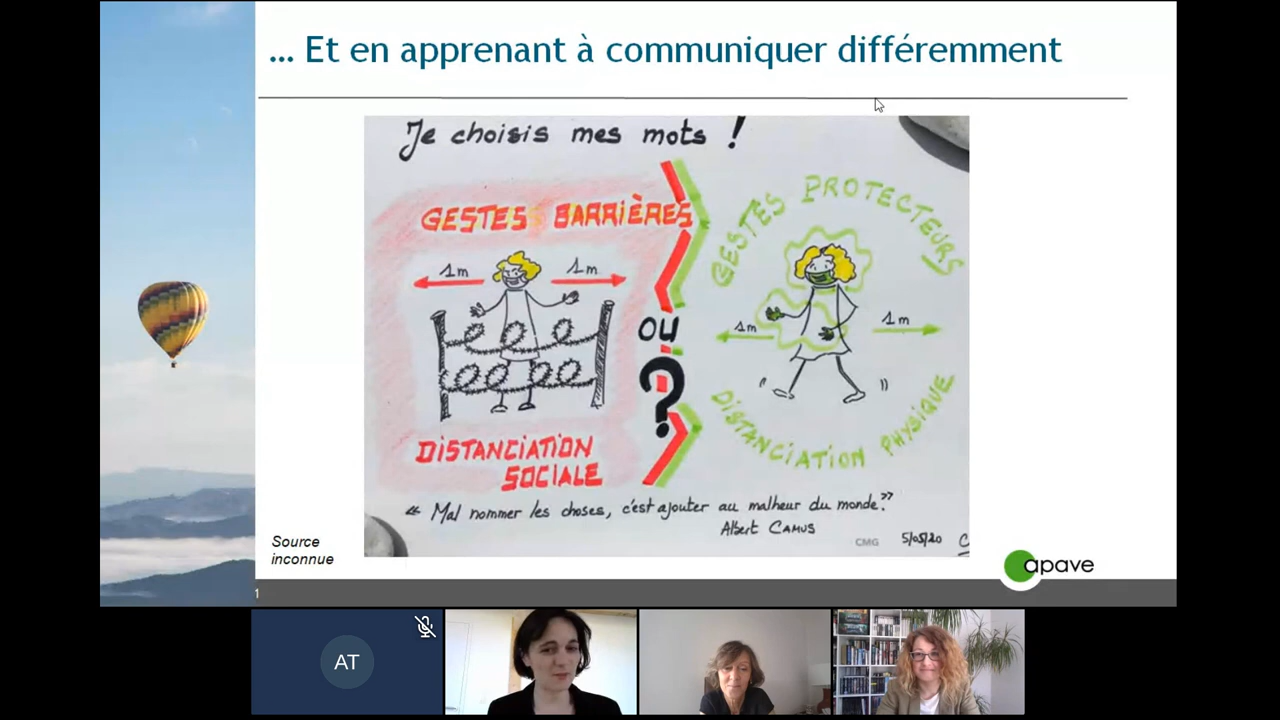 ... Et en apprenant à communiquer différemment
Je choisis mes mots !
GESTES BARRIÈRES
1m
1m
DISTANCIATION
SOCIALE
OU
?
GESTES PROTECTEURS
1m
1m
DISTANCIATION PHYSIQUE
« Mal nommer les choses, c'est ajouter au malheur du monde. »
Albert CAMUS
CMG
5/05/20
Source
inconnue
apave
1
AT